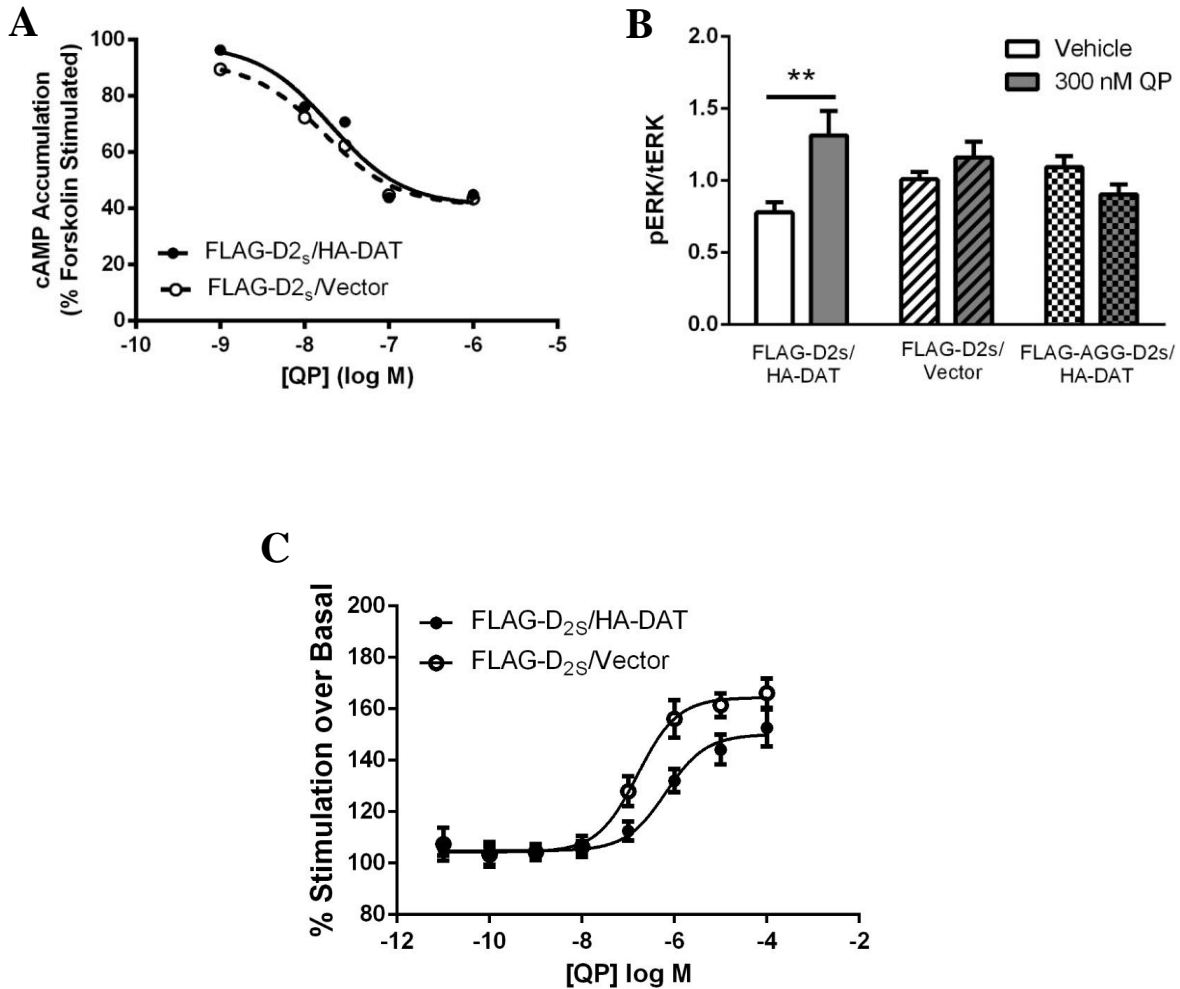 A
cAMP Accumulation
(% Forskolin Stimulated)
100
80
60
40
20
0
-10
-9
-8
-7
-6
-5
[QP] (log M)
FLAG-D2s/HA-DAT
FLAG-D2s/Vector
B
pERK/tERK
2.0
1.5
1.0
0.5
0.0
**
Vehicle
300 nM QP
FLAG-D2s/
HA-DAT
FLAG-D2s/
Vector
FLAG-AGG-D2s/
HA-DAT
C
% Stimulation over Basal
200
180
160
140
120
100
80
-12
-10
-8
-6
-4
-2
[QP] log M
FLAG-D2S/HA-DAT
FLAG-D2S/Vector